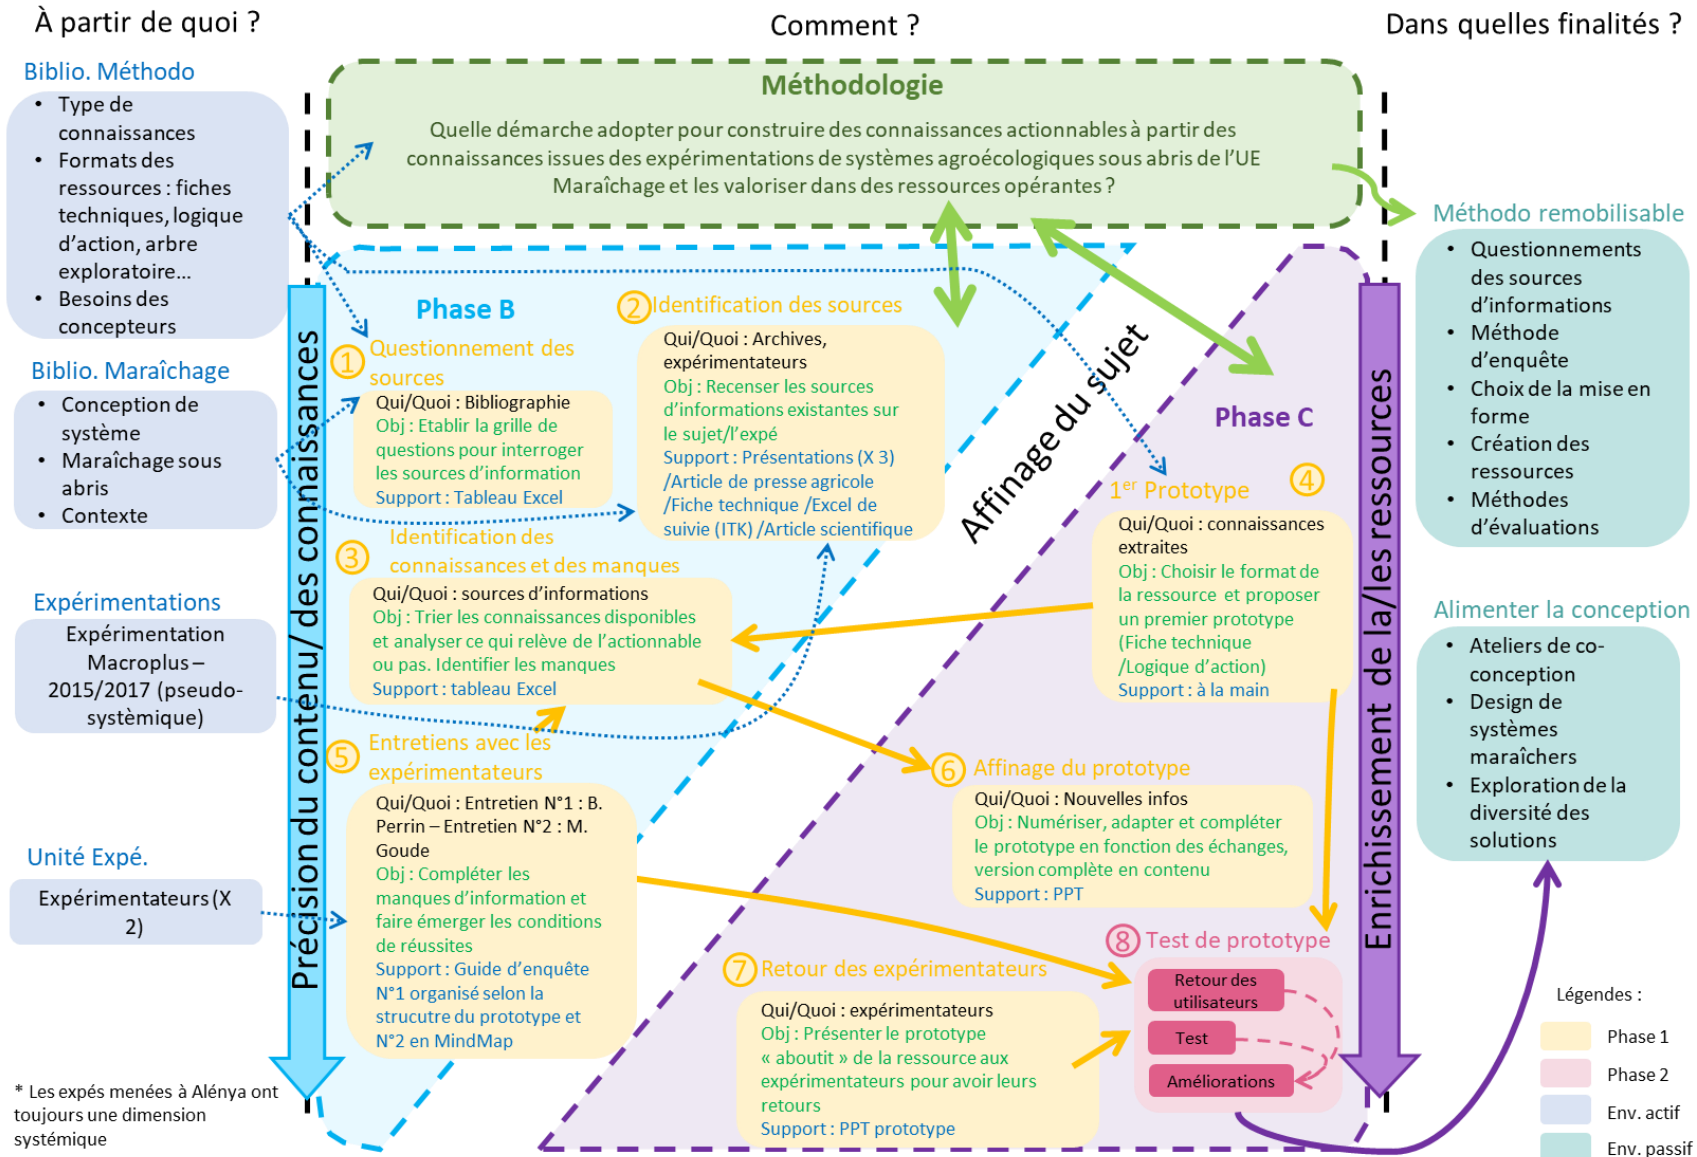 À partir de quoi ?
Comment ?
Dans quelles finalités ?
Biblio. Méthodo
• Type de
connaissances
• Formats des
ressources : fiches
techniques, logique
d'action, arbre
exploratoire...
• Besoins des
concepteurs
Biblio. Maraîchage
• Conception de
système
• Maraîchage sous
abris
• Contexte
Expérimentations
Expérimentation
Macroplus –
2015/2017 (pseudo-
systèmique)
Unité Expé.
Expérimentateurs (X
2)
* Les expés menées à Alénya ont
toujours une dimension
systémique
Précision du contenu/ des connaissances
Méthodologie
Quelle démarche adopter pour construire des connaissances actionnables à partir des
connaissances issues des expérimentations de systèmes agroécologiques sous abris de l'UE
Maraîchage et les valoriser dans des ressources opérantes ?
Phase B
1 Questionnement des
sources
Qui/Quoi : Bibliographie
Obj : Etablir la grille de
questions pour interroger
les sources d'information
Support : Tableau Excel
2 Identification des sources
Qui/Quoi : Archives,
expérimentateurs
Obj : Recenser les sources
d'informations existantes sur
le sujet/l'expé
Support : Présentations (X 3)
/Article de presse agricole
/Fiche technique /Excel de
suivie (ITK) /Article scientifique
3 Identification des
connaissances et des manques
Qui/Quoi : sources d'informations
Obj : Trier les connaissances disponibles
et analyser ce qui relève de l'actionnable
ou pas. Identifier les manques
Support : tableau Excel
5 Entretiens avec les
expérimentateurs
Qui/Quoi : Entretien N°1 : B.
Perrin – Entretien N°2 : M.
Goude
Obj : Compléter les
manques d'information et
faire émerger les conditions
de réussites
Support : Guide d'enquête
N°1 organisé selon la
strucutre du prototype et
N°2 en MindMap
Affinage du sujet
Phase C
1er Prototype 4
Qui/Quoi : connaissances
extraites
Obj : Choisir le format de
la ressource et proposer
un premier prototype
(Fiche technique
/Logique d'action)
Support : à la main
6 Affinage du prototype
Qui/Quoi : Nouvelles infos
Obj : Numériser, adapter et compléter
le prototype en fonction des échanges,
version complète en contenu
Support : PPT
7 Retour des expérimentateurs
Qui/Quoi : expérimentateurs
Obj : Présenter le prototype
« aboutit » de la ressource aux
expérimentateurs pour avoir leurs
retours
Support : PPT prototype
8 Test de prototype
Retour des
utilisateurs
Test
Améliorations
Enrichissement de la/les ressources
Méthodo remobilisable
• Questionnements
des sources
d'informations
• Méthode
d'enquête
• Choix de la mise en
forme
• Création des
ressources
• Méthodes
d'évaluations
Alimenter la conception
• Ateliers de co-
conception
• Design de
systèmes
maraîchers
• Exploration de la
diversité des
solutions
Légendes :
Phase 1
Phase 2
Env. actif
Env. passif